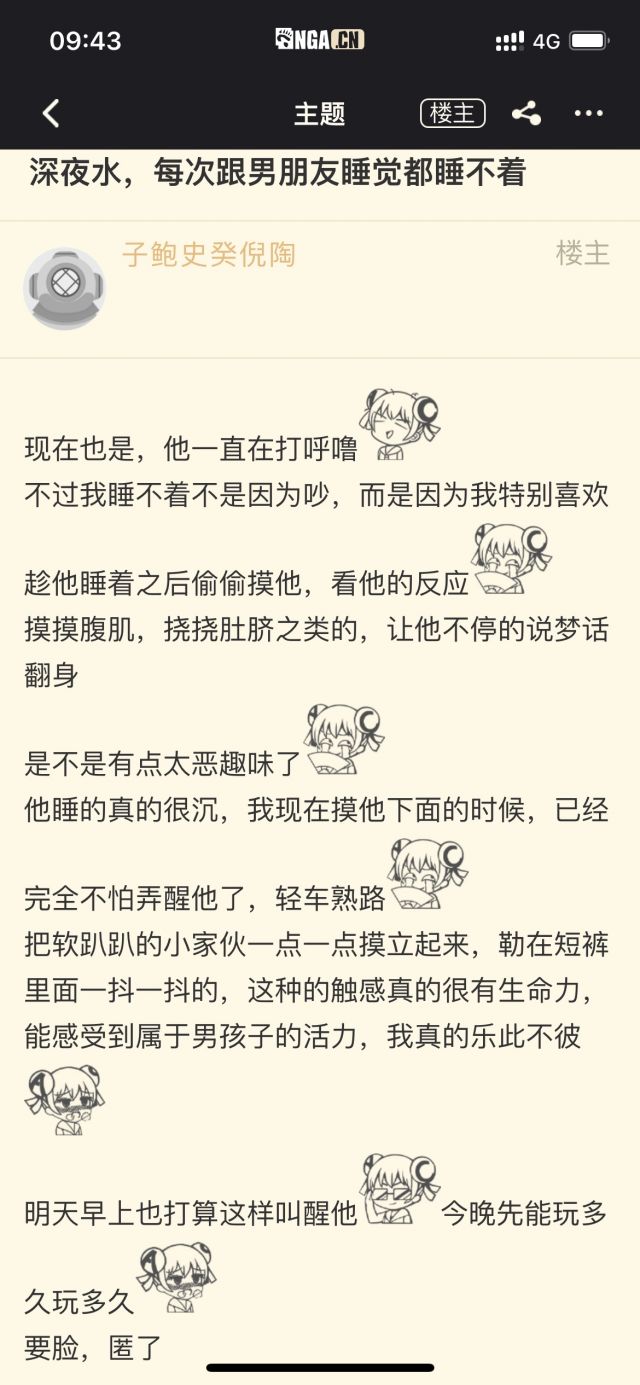 09:43
NGA.CN
4G
主题
楼主
深夜水，每次跟男朋友睡觉都睡不着
子鲍史癸倪陶
楼主
现在也是，他一直在打呼噜
不过我睡不着不是因为吵，而是因为我特别喜欢
趁他睡着之后偷偷摸他，看他的反应
摸摸腹肌，挠挠肚脐之类的，让他不停的说梦话
翻身
是不是有点太恶趣味了
他睡的真的很沉，我现在摸他下面的时候，已经
完全不怕弄醒他了，轻车熟路
把软趴趴的小家伙一点一点摸立起来，勒在短裤
里面一抖一抖的，这种的触感真的很有生命力，
能感受到属于男孩子的活力，我真的乐此不彼
明天早上也打算这样叫醒他 今晚先能玩多
久玩多久
要脸，匿了